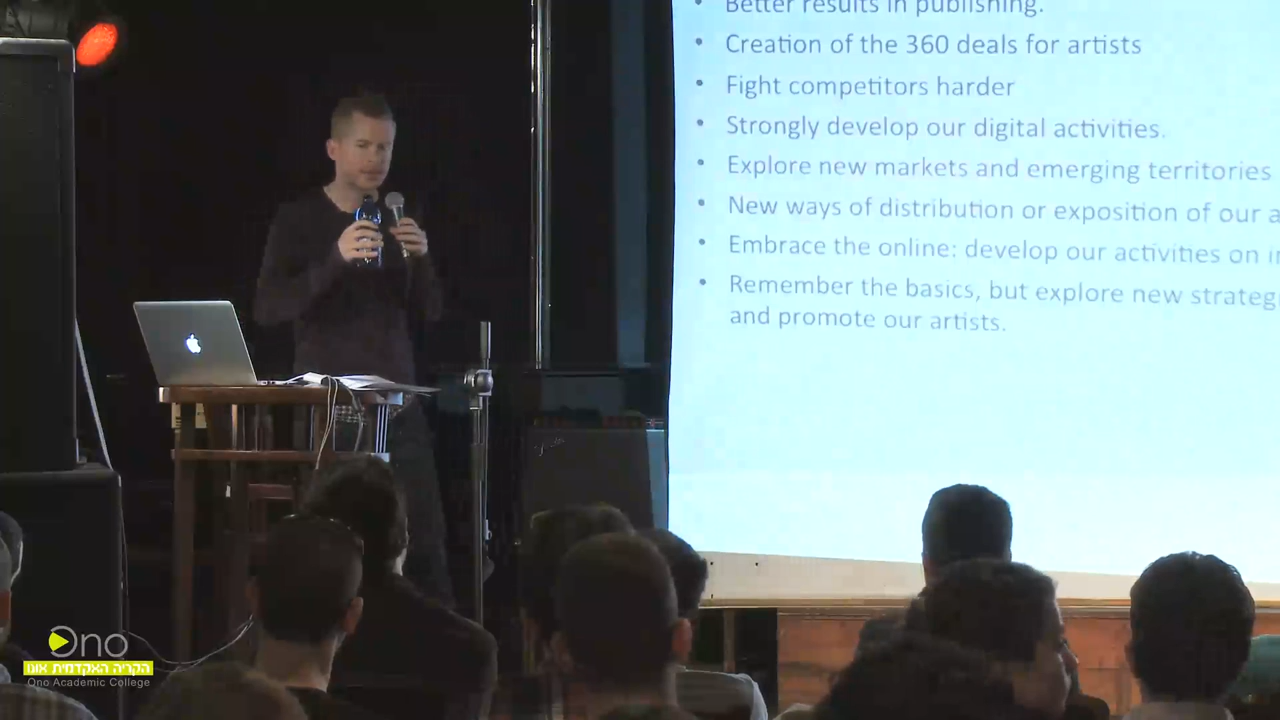 • Better results in publishing.
• Creation of the 360 deals for artists
• Fight competitors harder
• Strongly develop our digital activities.
• Explore new markets and emerging territories
• New ways of distribution or exposition of our a
• Embrace the online: develop our activities on i
• Remember the basics, but explore new strateg
and promote our artists.
Ono
הקריה האקדמית אונו
Ono Academic College